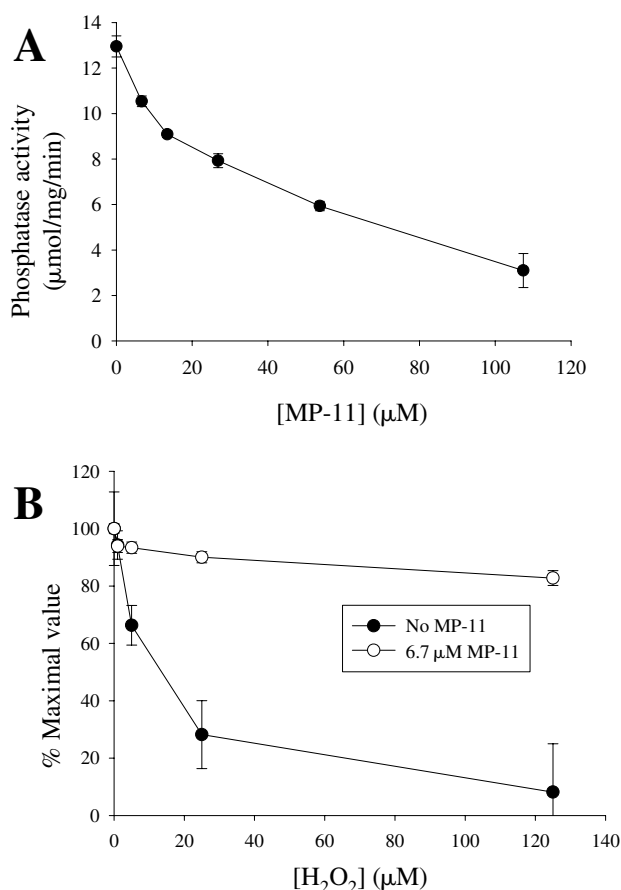 A
14
12
10
8
6
4
2
0
Phosphatase activity
(μmol/mg/min)
0 20 40 60 80 100 120
[MP-11] (μM)
B
120
100
80
60
40
20
0
% Maximal value
No MP-11
6.7 μM MP-11
0 20 40 60 80 100 120 140
[H₂O₂] (μM)